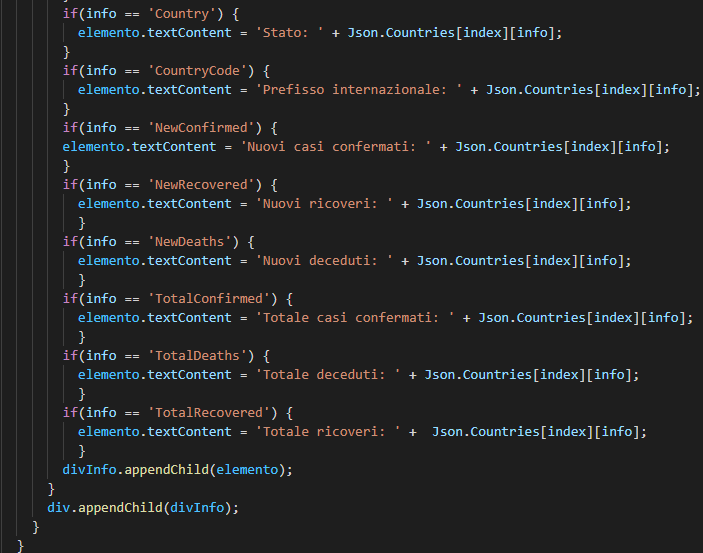 if(info == 'Country') {
elemento.textContent = 'Stato: ' + Json.Countries[index][info];
}
if(info == 'CountryCode') {
elemento.textContent = 'Prefisso internazionale: ' + Json.Countries[index][info];
}
if(info == 'NewConfirmed') {
elemento.textContent = 'Nuovi casi confermati: ' + Json.Countries[index][info];
}
if(info == 'NewRecovered') {
elemento.textContent = 'Nuovi ricoveri: ' + Json.Countries[index][info];
}
if(info == 'NewDeaths') {
elemento.textContent = 'Nuovi deceduti: ' + Json.Countries[index][info];
}
if(info == 'TotalConfirmed') {
elemento.textContent = 'Totale casi confermati: ' + Json.Countries[index][info];
}
if(info == 'TotalDeaths') {
elemento.textContent = 'Totale deceduti: ' + Json.Countries[index][info];
}
if(info == 'TotalRecovered') {
elemento.textContent = 'Totale ricoveri: ' +  Json.Countries[index][info];
}
divInfo.appendChild(elemento);
}
div.appendChild(divInfo);
}
}